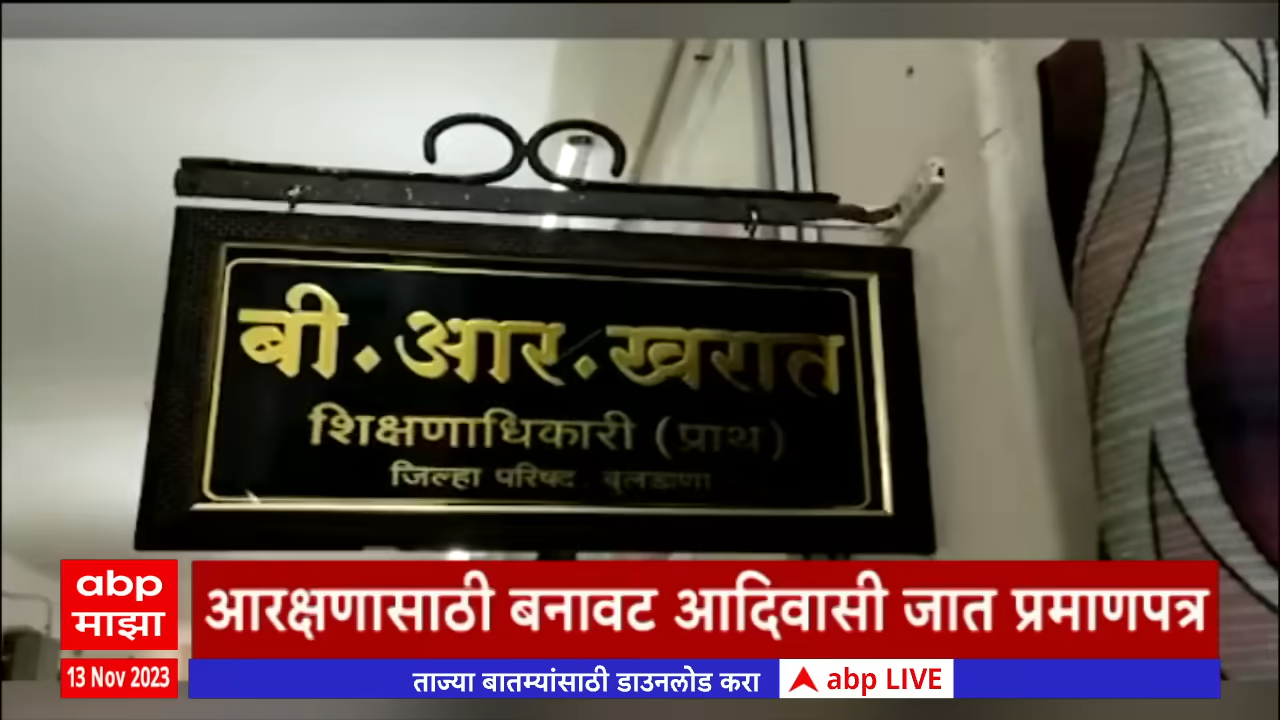 बी.आर.खरात
शिक्षणाधिकारी (प्राथ)
जिल्हा परिषद बुलडाणा
abp
माझा
आरक्षणासाठी बनावट आदिवासी जात प्रमाणपत्र
13 Nov 2023
ताज्या बातम्यांसाठी डाउनलोड करा
abp LIVE